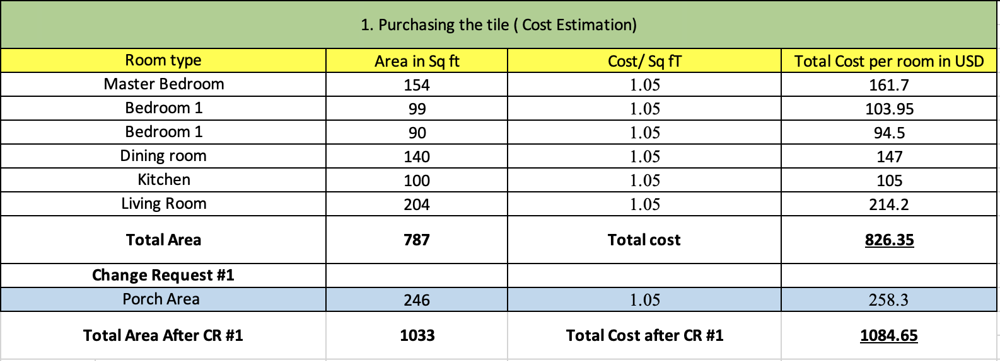 1. Purchasing the tile ( Cost Estimation)
Room type Area in Sq ft Cost/ Sq fT Total Cost per room in USD
Master Bedroom 154 1.05 161.7
Bedroom 1 99 1.05 103.95
Bedroom 1 90 1.05 94.5
Dining room 140 1.05 147
Kitchen 100 1.05 105
Living Room 204 1.05 214.2
Total Area 787 Total cost 826.35
Change Request #1
Porch Area 246 1.05 258.3
Total Area After CR #1 1033 Total Cost after CR #1 1084.65